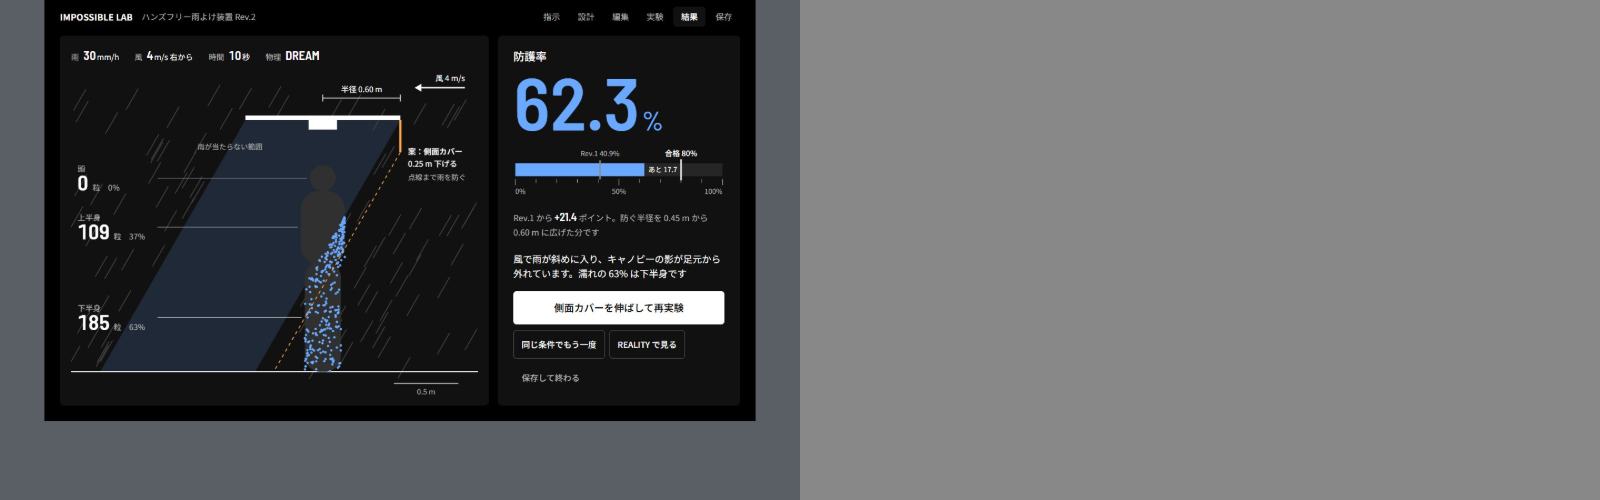 IMPOSSIBLE LAB ハンズフリー雨よけ装置 Rev.2
指示 設計 編集 実験 結果 保存
雨 30mm/h 風 4m/s 右から 時間 10秒 物理 DREAM
風 4 m/s
半径 0.60 m
雨が当たらない範囲
案：側面カバー
0.25 m 下げる
点線まで雨を防ぐ
頭
0 粒 0%
上半身
109 粒 37%
下半身
185 粒 63%
0.5 m
防護率
62.3%
Rev.1 40.9% 合格 80%
あと 17.7
0% 50% 100%
Rev.1 から +21.4 ポイント。防ぐ半径を 0.45 m から
0.60 m に広げた分です
風で雨が斜めに入り、キャノピーの影が足元から
外れています。濡れの 63% は下半身です
側面カバーを伸ばして再実験
同じ条件でもう一度 REALITY で見る
保存して終わる